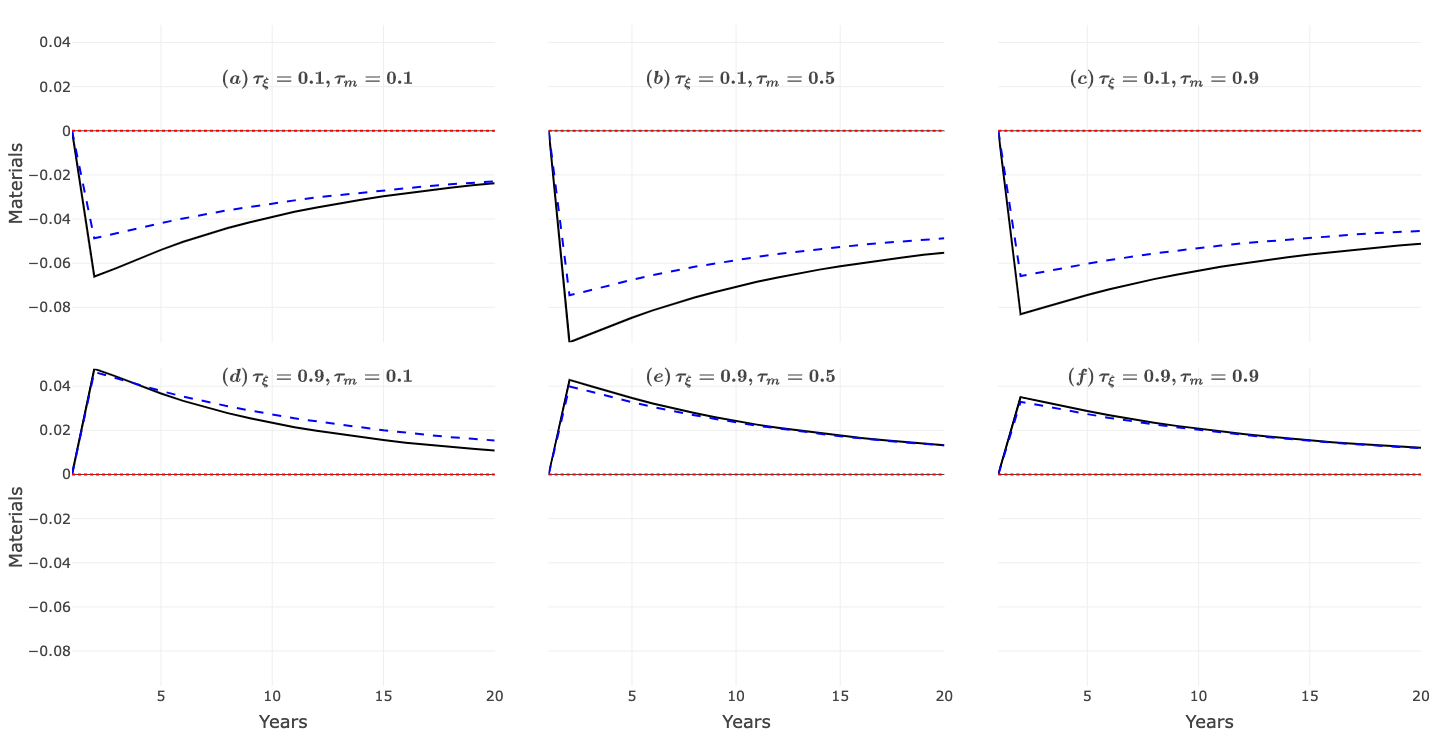 (a) τ_ξ = 0.1, τ_m = 0.1
(b) τ_ξ = 0.1, τ_m = 0.5
(c) τ_ξ = 0.1, τ_m = 0.9
Materials
0.04
0.02
0
−0.02
−0.04
−0.06
−0.08
(d) τ_ξ = 0.9, τ_m = 0.1
(e) τ_ξ = 0.9, τ_m = 0.5
(f) τ_ξ = 0.9, τ_m = 0.9
Materials
0.04
0.02
0
−0.02
−0.04
−0.06
−0.08
5 10 15 20
5 10 15 20
5 10 15 20
Years
Years
Years